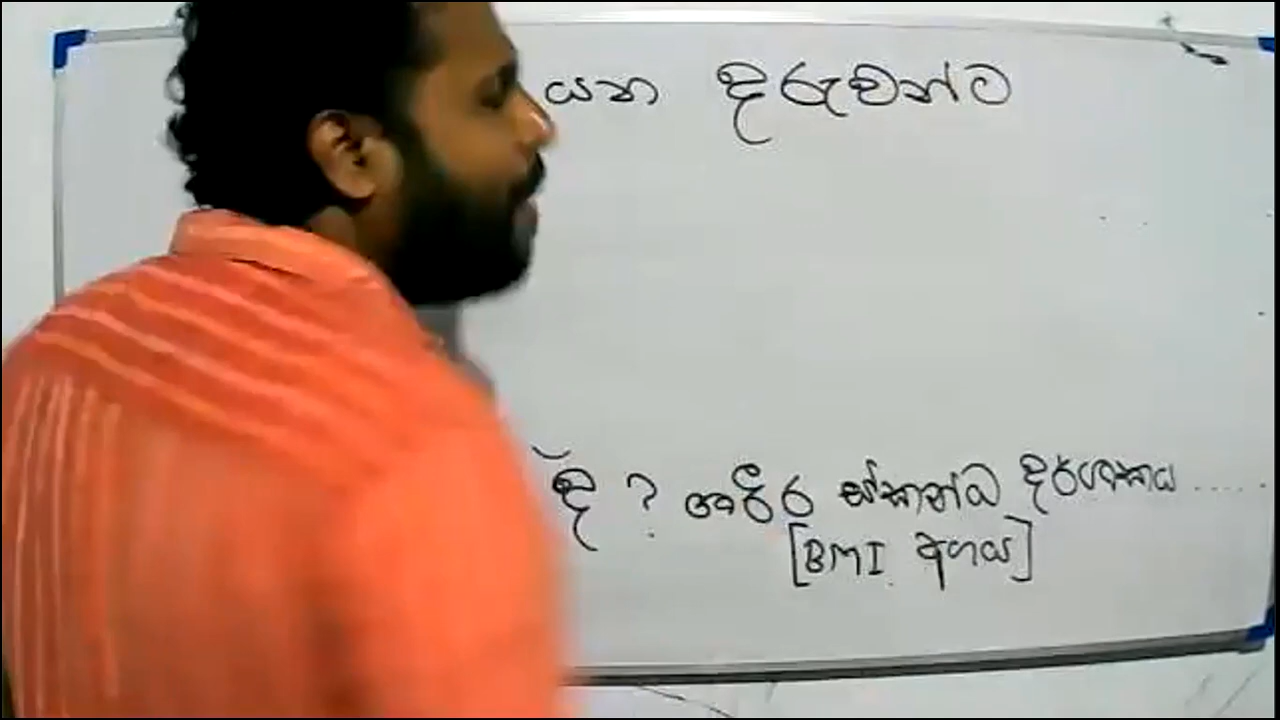 යන දරුවන්ට
ද ? ශරීර ස්කන්ධ දර්ශකය .....
[BMI අගය]